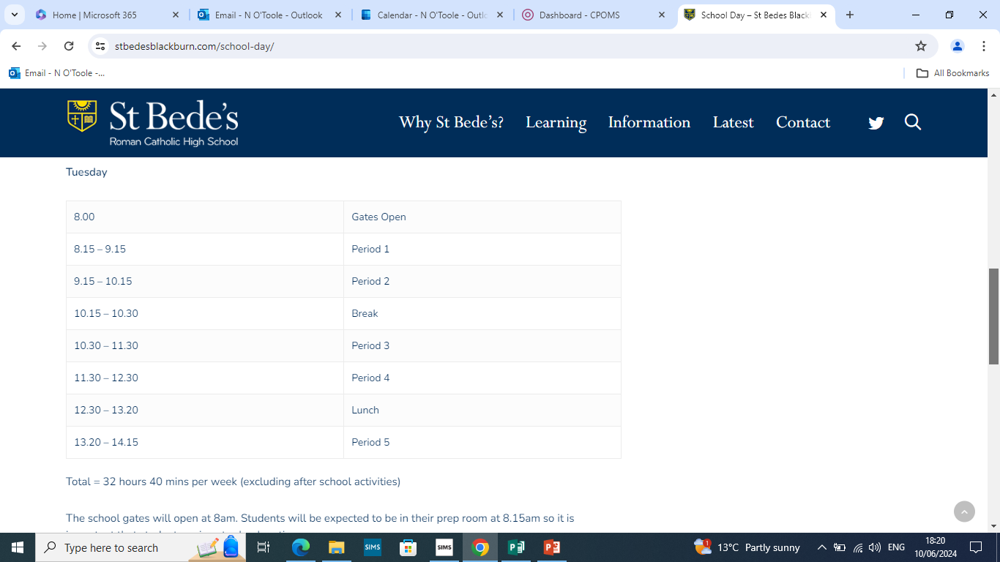 Home | Microsoft 365
Email - N O'Toole - Outlook
Calendar - N O'Toole - Outlo
Dashboard - CPOMS
School Day – St Bedes Black
stbedesblackburn.com/school-day/
Email - N O'Toole -...
All Bookmarks
St Bede's
Roman Catholic High School
Why St Bede's? Learning Information Latest Contact
Tuesday
8.00 Gates Open
8.15 – 9.15 Period 1
9.15 – 10.15 Period 2
10.15 – 10.30 Break
10.30 – 11.30 Period 3
11.30 – 12.30 Period 4
12.30 – 13.20 Lunch
13.20 – 14.15 Period 5
Total = 32 hours 40 mins per week (excluding after school activities)
The school gates will open at 8am. Students will be expected to be in their prep room at 8.15am so it is
Type here to search
SIMS
SIMS
13°C Partly sunny
ENG
18:20
10/06/2024